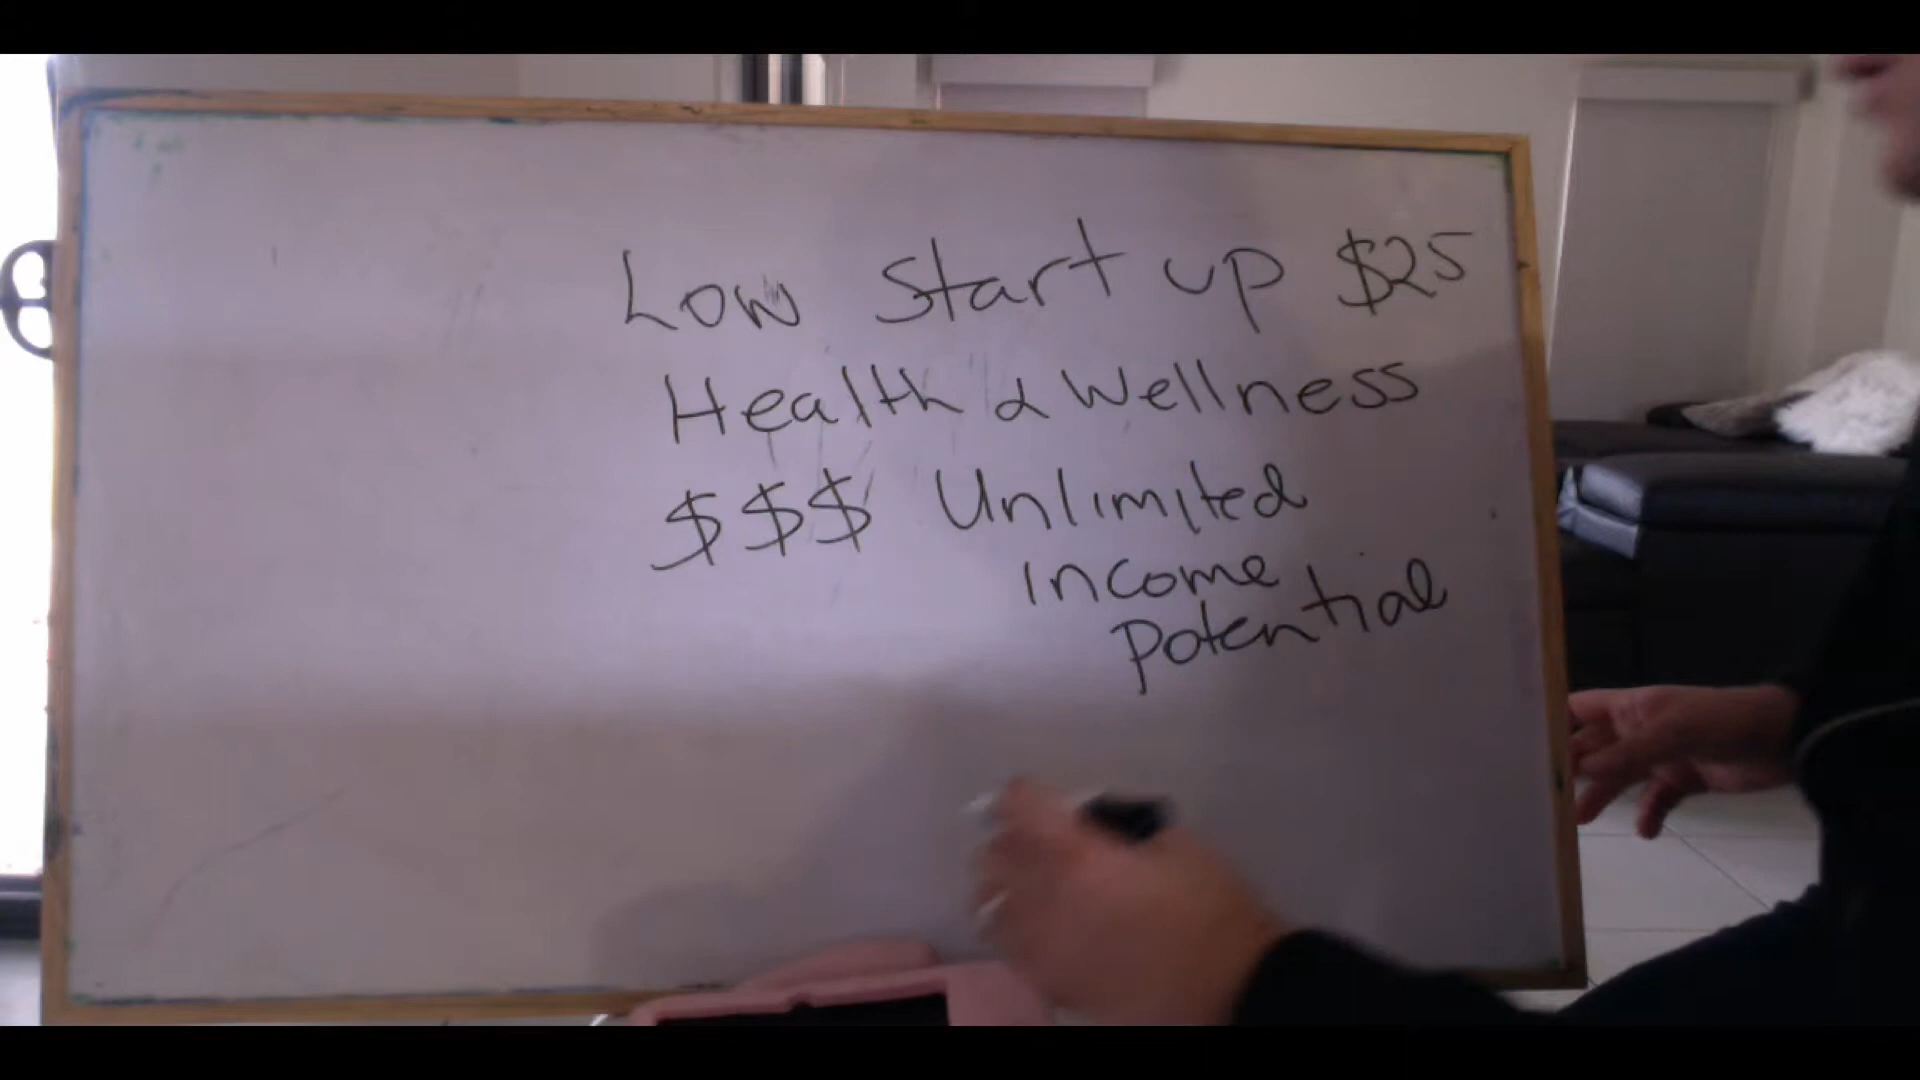 Low Start up $25
Health & Wellness
$$$ Unlimited
income
potential